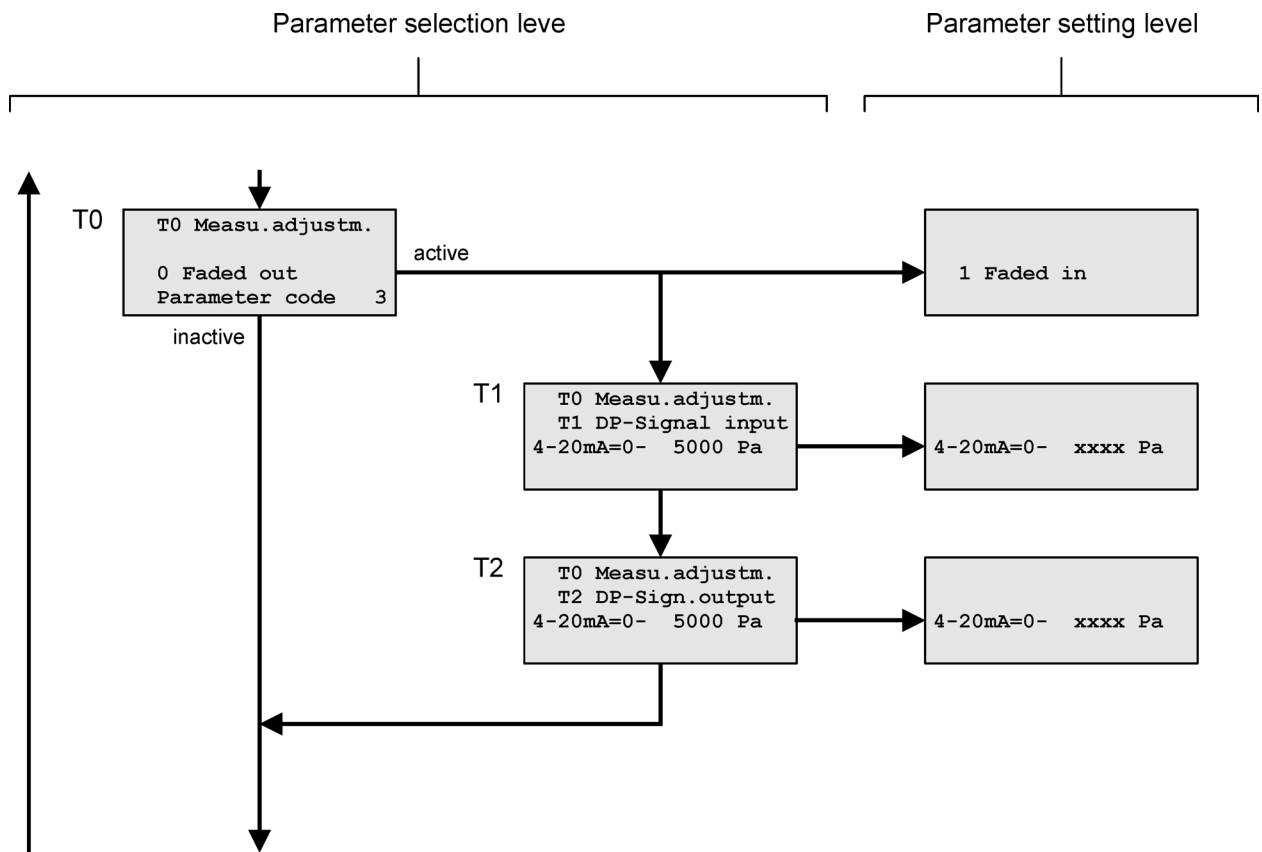 Parameter selection leve
Parameter setting level
T0
T0 Measu.adjustm.
0 Faded out
Parameter code 3
active
1 Faded in
inactive
T1
T0 Measu.adjustm.
T1 DP-Signal input
4-20mA=0- 5000 Pa
4-20mA=0- xxxx Pa
T2
T0 Measu.adjustm.
T2 DP-Sign.output
4-20mA=0- 5000 Pa
4-20mA=0- xxxx Pa